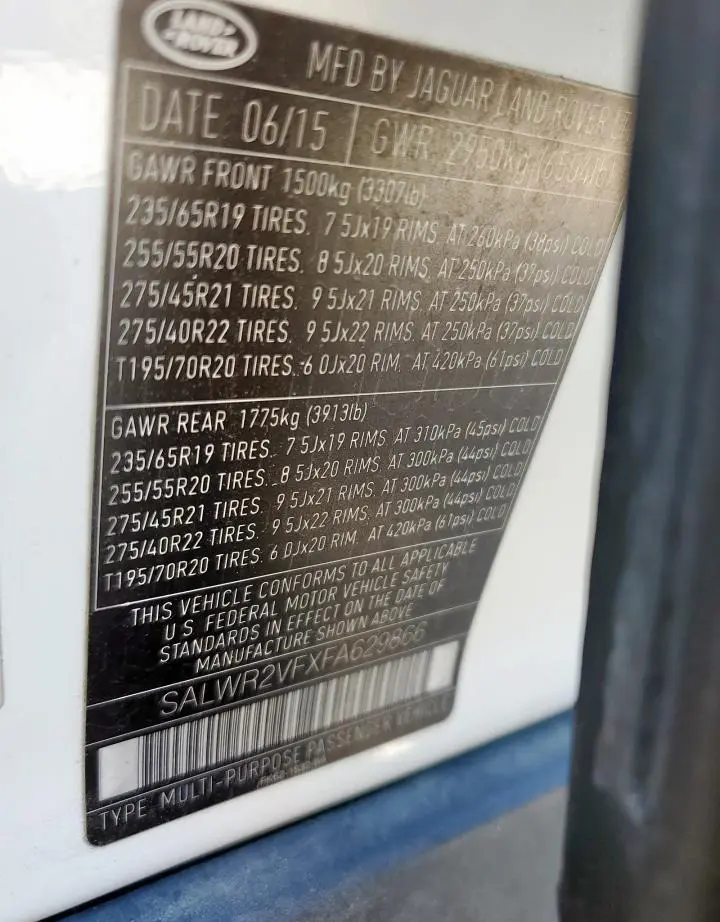 LAND
ROVER
MFD BY JAGUAR LAND ROVER
DATE 06/15 GWR 2950kg (6504lb)
GAWR FRONT 1500kg (3307lb)
235/65R19 TIRES. 7 5Jx19 RIMS. AT 260kPa (38psi) COLD
255/55R20 TIRES. 8 5Jx20 RIMS AT 250kPa (37psi) COLD
275/45R21 TIRES. 9 5Jx21 RIMS. AT 250kPa (37psi) COLD
275/40R22 TIRES. 9 5Jx22 RIMS. AT 250kPa (37psi) COLD
T195/70R20 TIRES. 6 0Jx20 RIM. AT 420kPa (61psi) COLD
GAWR REAR 1775kg (3913lb)
235/65R19 TIRES. 7 5Jx19 RIMS AT 310kPa (45psi) COLD
255/55R20 TIRES. 8 5Jx20 RIMS AT 300kPa (44psi) COLD
275/45R21 TIRES. 9 5Jx21 RIMS AT 300kPa (44psi) COLD
275/40R22 TIRES. 9 5Jx22 RIMS. AT 300kPa (44psi) COLD
T195/70R20 TIRES. 6 0Jx20 RIM. AT 420kPa (61psi) COLD
THIS VEHICLE CONFORMS TO ALL APPLICABLE
U S FEDERAL MOTOR VEHICLE SAFETY
STANDARDS IN EFFECT ON THE DATE OF
MANUFACTURE SHOWN ABOVE
SALWR2VFXFA629866
TYPE MULTI-PURPOSE PASSENGER VEHICLE